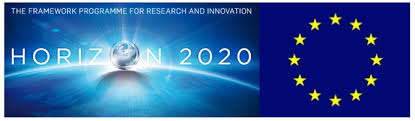 THE FRAMEWORK PROGRAMME FOR RESEARCH AND INNOVATION
HORIZON 2020